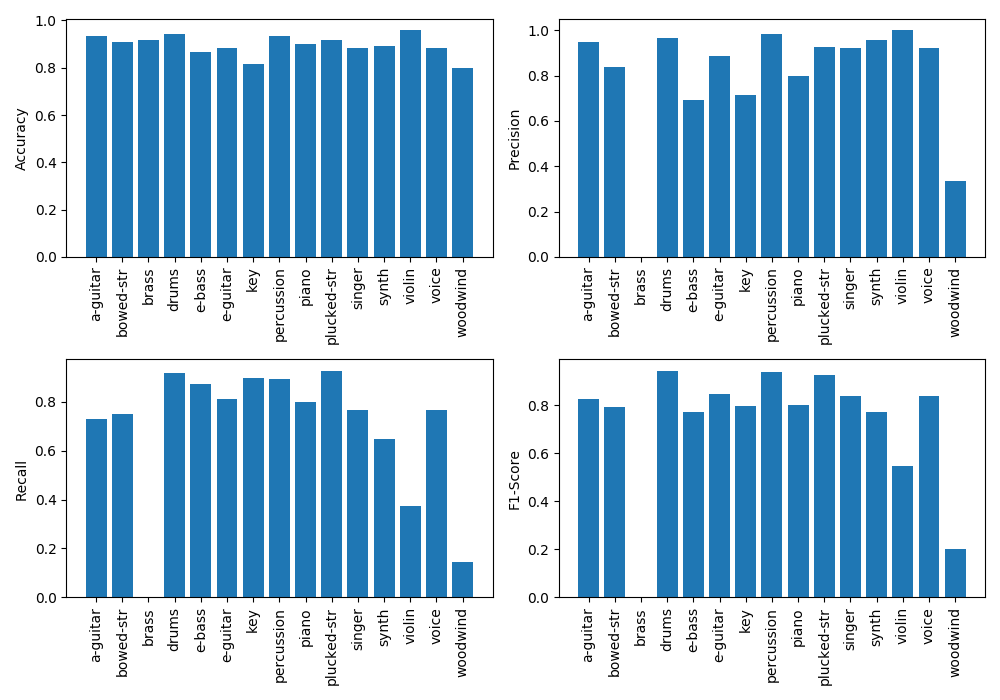 Accuracy
1.0
0.8
0.6
0.4
0.2
0.0
a-guitar
bowed-str
brass
drums
e-bass
e-guitar
key
percussion
piano
plucked-str
singer
synth
violin
voice
woodwind
Precision
1.0
0.8
0.6
0.4
0.2
0.0
a-guitar
bowed-str
brass
drums
e-bass
e-guitar
key
percussion
piano
plucked-str
singer
synth
violin
voice
woodwind
Recall
0.8
0.6
0.4
0.2
0.0
a-guitar
bowed-str
brass
drums
e-bass
e-guitar
key
percussion
piano
plucked-str
singer
synth
violin
voice
woodwind
F1-Score
0.8
0.6
0.4
0.2
0.0
a-guitar
bowed-str
brass
drums
e-bass
e-guitar
key
percussion
piano
plucked-str
singer
synth
violin
voice
woodwind